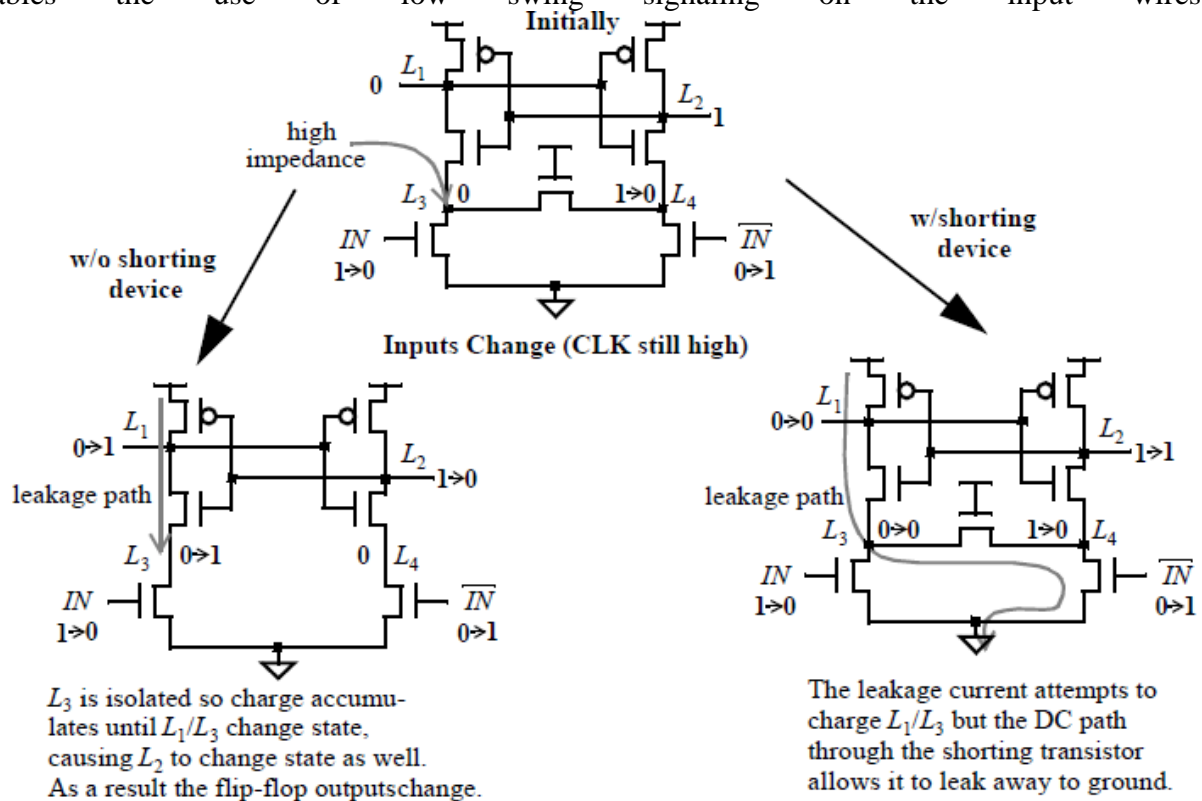 ables the use of low swing signaling on the input wires
Initially
0 L1
L2 1
high
impedance
L3 0 1→0 L4
IN
1→0
IN
0→1
w/o shorting
device
w/shorting
device
Inputs Change (CLK still high)
0→1 L1
L2 1→0
leakage path
L3 0→1 0 L4
IN
1→0
IN
0→1
L3 is isolated so charge accumu-
lates until L1/L3 change state,
causing L2 to change state as well.
As a result the flip-flop outputschange.
L1
0→0
L2
1→1
leakage path
L3 0→0 1→0 L4
IN
1→0
IN
0→1
The leakage current attempts to
charge L1/L3 but the DC path
through the shorting transistor
allows it to leak away to ground.